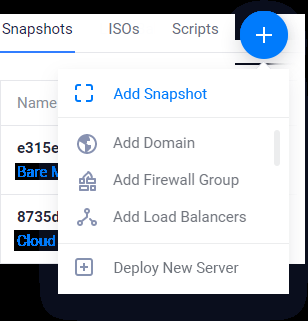 Snapshots ISOs Scripts
Add Snapshot
Name
Add Domain
e315e
Bare
Add Firewall Group
8735d
Add Load Balancers
Cloud
Deploy New Server